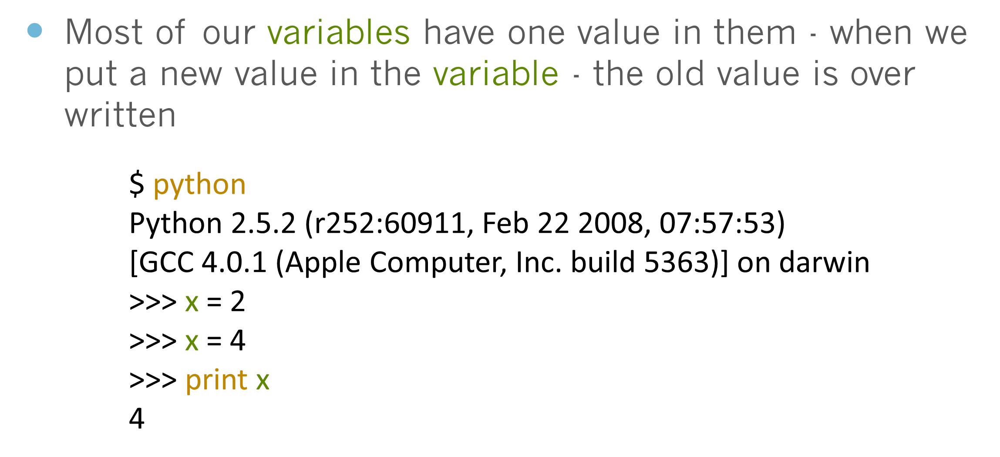 • Most of our variables have one value in them - when we
put a new value in the variable - the old value is over
written
$ python
Python 2.5.2 (r252:60911, Feb 22 2008, 07:57:53)
[GCC 4.0.1 (Apple Computer, Inc. build 5363)] on darwin
>>> x = 2
>>> x = 4
>>> print x
4